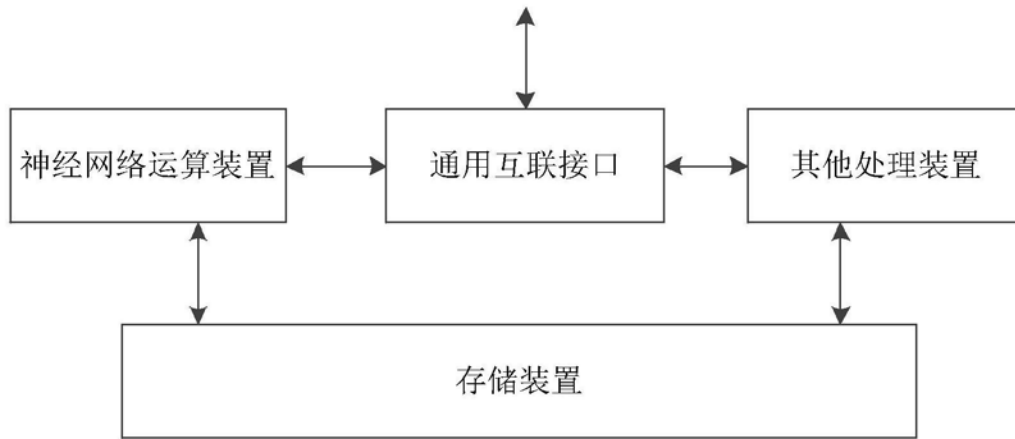 神经网络运算装置
通用互联接口
其他处理装置
存储装置